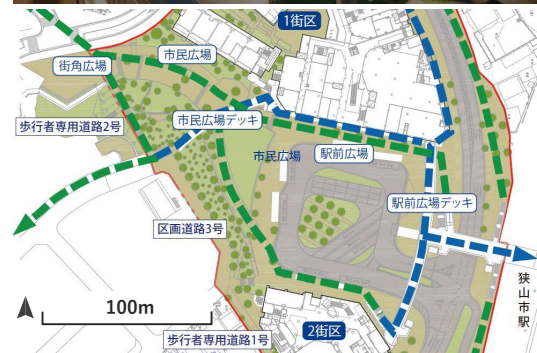 1街区
市民広場
街角広場
歩行者専用道路2号
市民広場デッキ
市民広場
駅前広場
駅前広場デッキ
区画道路3号
狭山市駅
100m
2街区
歩行者専用道路1号